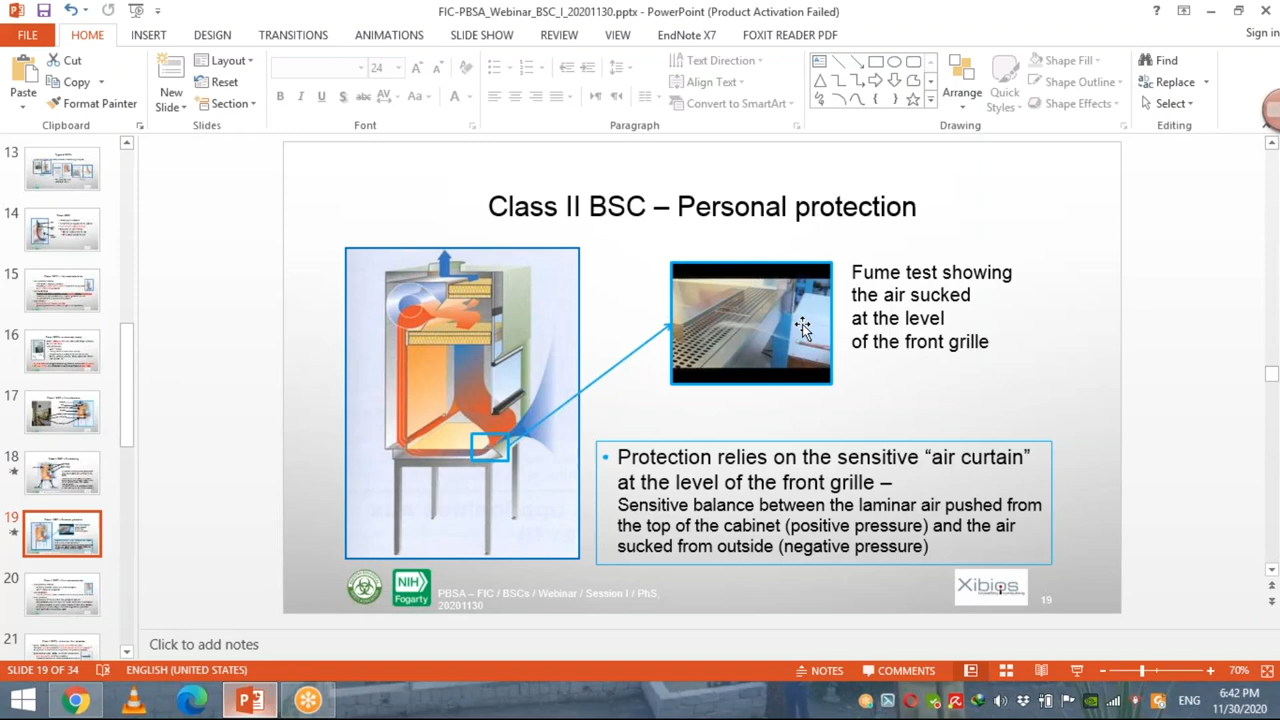 FIC-PBSA_Webinar_BSC_I_20201130.pptx - PowerPoint (Product Activation Failed)
FILE HOME INSERT DESIGN TRANSITIONS ANIMATIONS SLIDE SHOW REVIEW VIEW EndNote X7 FOXIT READER PDF Sign in
Paste
Cut
Copy
Format Painter
Clipboard
New
Slide
Layout
Reset
Section
Slides
24
B I U S abc AV Aa A
Font
Text Direction
Align Text
Convert to SmartArt
Paragraph
Arrange
Quick
Styles
Shape Fill
Shape Outline
Shape Effects
Drawing
Find
Replace
Select
Editing
13
14
15
16
17
18
19
20
21
Class II BSC – Personal protection
Fume test showing
the air sucked
at the level
of the front grille
• Protection relies on the sensitive “air curtain”
at the level of the front grille –
Sensitive balance between the laminar air pushed from
the top of the cabinet (positive pressure) and the air
sucked from outside (negative pressure)
NIH
Fogarty
PBSA – FIC / BSCs / Webinar / Session I / PhS,
20201130
Xibios
19
Click to add notes
SLIDE 19 OF 34 ENGLISH (UNITED STATES) NOTES COMMENTS 70%
ENG
6:42 PM
11/30/2020